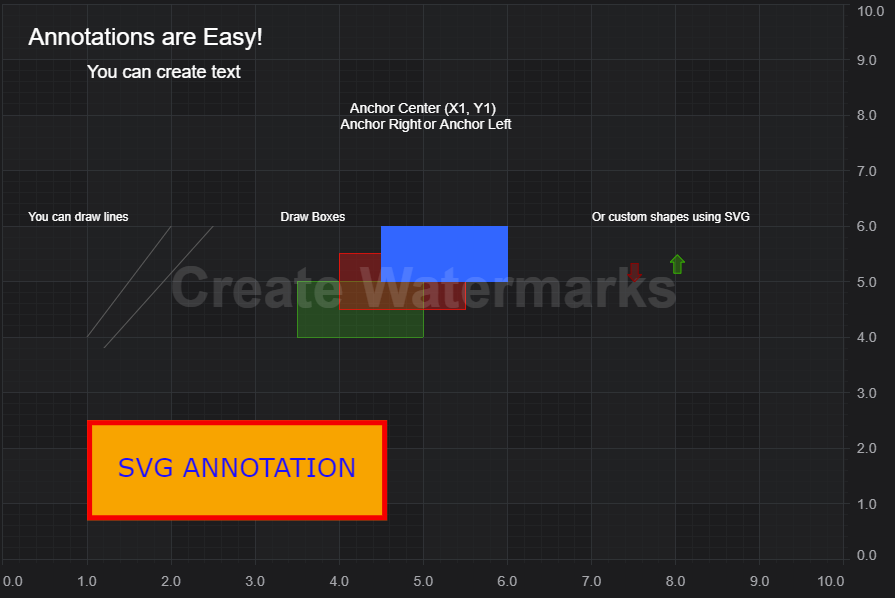 Annotations are Easy!
You can create text
Anchor Center (X1, Y1)
Anchor Right or Anchor Left
You can draw lines
Draw Boxes
Or custom shapes using SVG
Create Watermarks
SVG ANNOTATION
10.0
9.0
8.0
7.0
6.0
5.0
4.0
3.0
2.0
1.0
0.0
0.0 1.0 2.0 3.0 4.0 5.0 6.0 7.0 8.0 9.0 10.0